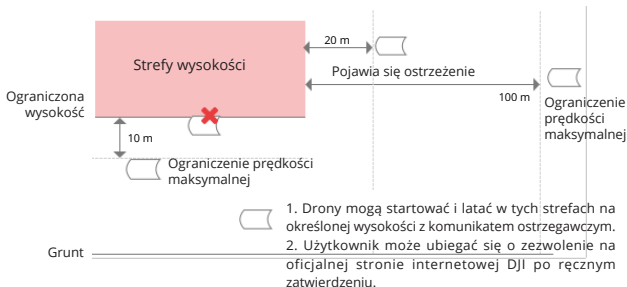 20 m
Strefy wysokości
Pojawia się ostrzeżenie
Ograniczona
wysokość
100 m
Ograniczenie
prędkości
maksymalnej
10 m
Ograniczenie prędkości
maksymalnej
1. Drony mogą startować i latać w tych strefach na
określonej wysokości z komunikatem ostrzegawczym.
2. Użytkownik może ubiegać się o zezwolenie na
oficjalnej stronie internetowej DJI po ręcznym
zatwierdzeniu.
Grunt